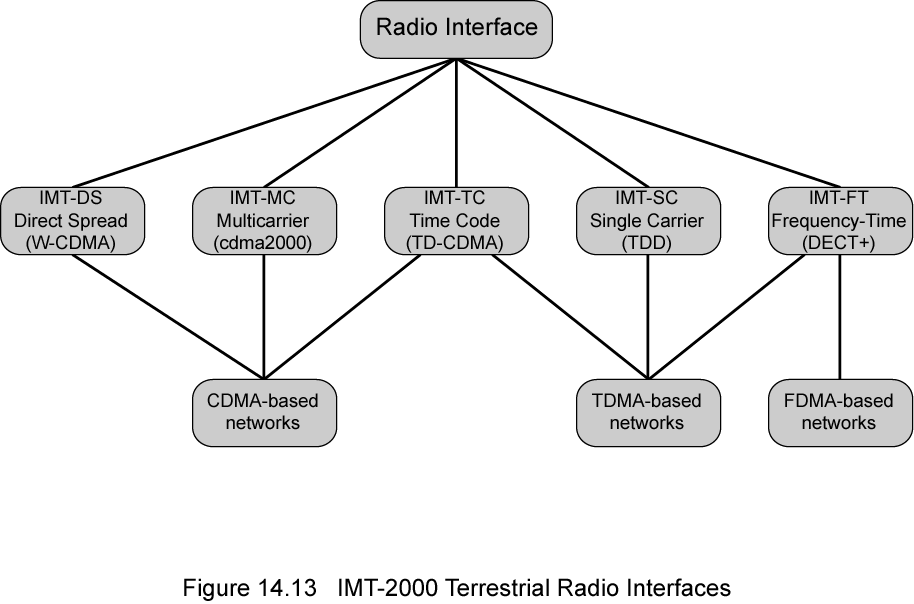 Radio Interface
IMT-DS
Direct Spread
(W-CDMA)
IMT-MC
Multicarrier
(cdma2000)
IMT-TC
Time Code
(TD-CDMA)
IMT-SC
Single Carrier
(TDD)
IMT-FT
Frequency-Time
(DECT+)
CDMA-based
networks
TDMA-based
networks
FDMA-based
networks
Figure 14.13 IMT-2000 Terrestrial Radio Interfaces